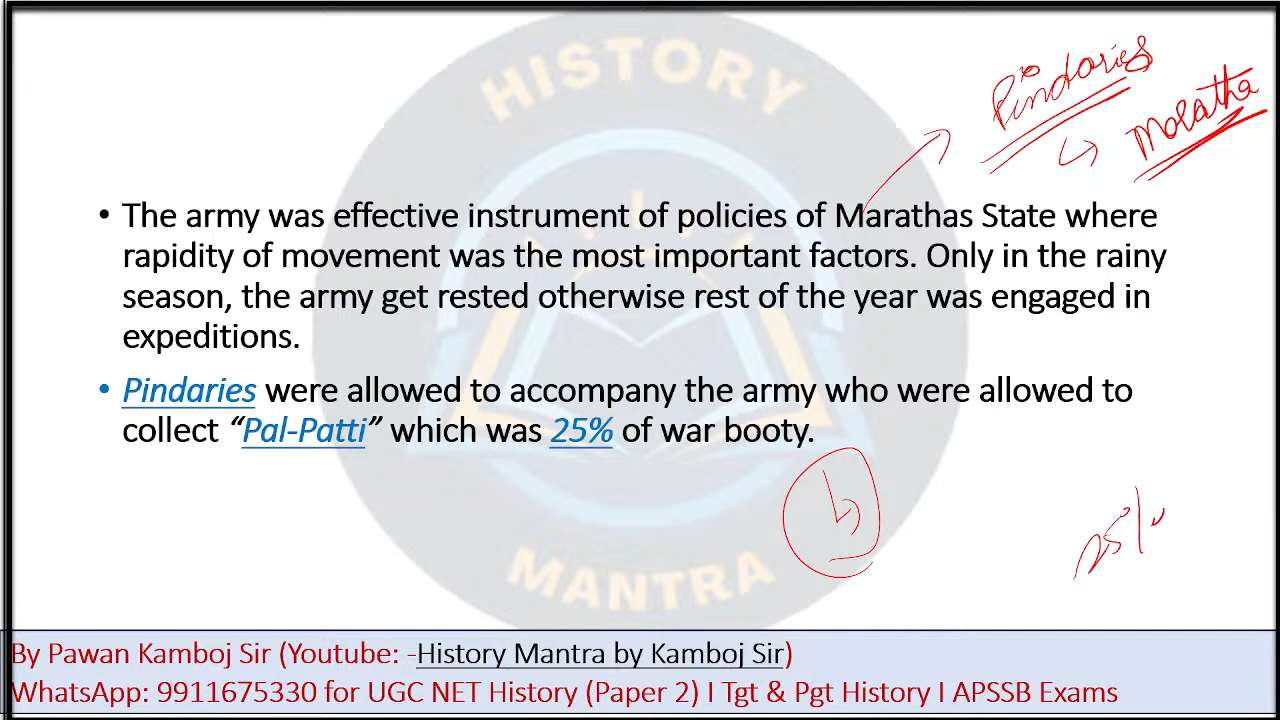 HISTORY
Pindaries
Maratha
• The army was effective instrument of policies of Marathas State where
rapidity of movement was the most important factors. Only in the rainy
season, the army get rested otherwise rest of the year was engaged in
expeditions.
• Pindaries were allowed to accompany the army who were allowed to
collect “Pal-Patti” which was 25% of war booty.
25%
MANTRA
By Pawan Kamboj Sir (Youtube: -History Mantra by Kamboj Sir)
WhatsApp: 9911675330 for UGC NET History (Paper 2) I Tgt & Pgt History I APSSB Exams